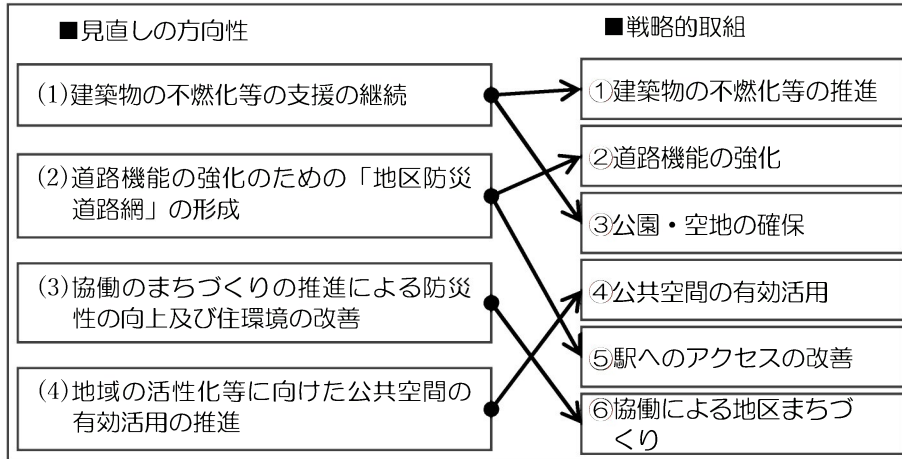 ■見直しの方向性
(1)建築物の不燃化等の支援の継続
(2)道路機能の強化のための「地区防災
道路網」の形成
(3)協働のまちづくりの推進による防災
性の向上及び住環境の改善
(4)地域の活性化等に向けた公共空間の
有効活用の推進
■戦略的取組
①建築物の不燃化等の推進
②道路機能の強化
③公園・空地の確保
④公共空間の有効活用
⑤駅へのアクセスの改善
⑥協働による地区まちづ
くり